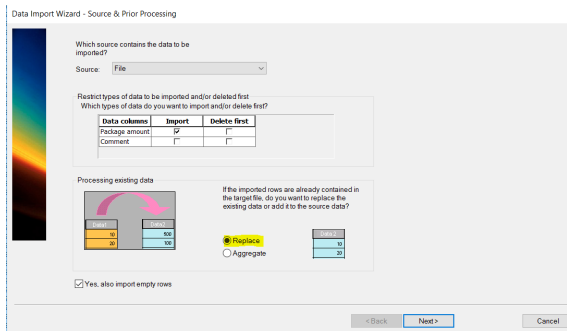 Data Import Wizard - Source & Prior Processing
Which source contains the data to be
imported?
Source: File
Restrict types of data to be imported and/or deleted first
Which types of data do you want to import and/or delete first?
Data columns Import Delete first
Package amount
Comment
Processing existing data
If the imported rows are already contained in
the target file, do you want to replace the
existing data or add it to the source data?
Data1 Data2
10 500
20 100
Replace
Aggregate
Data 2
10
20
Yes, also import empty rows
< Back Next > Cancel